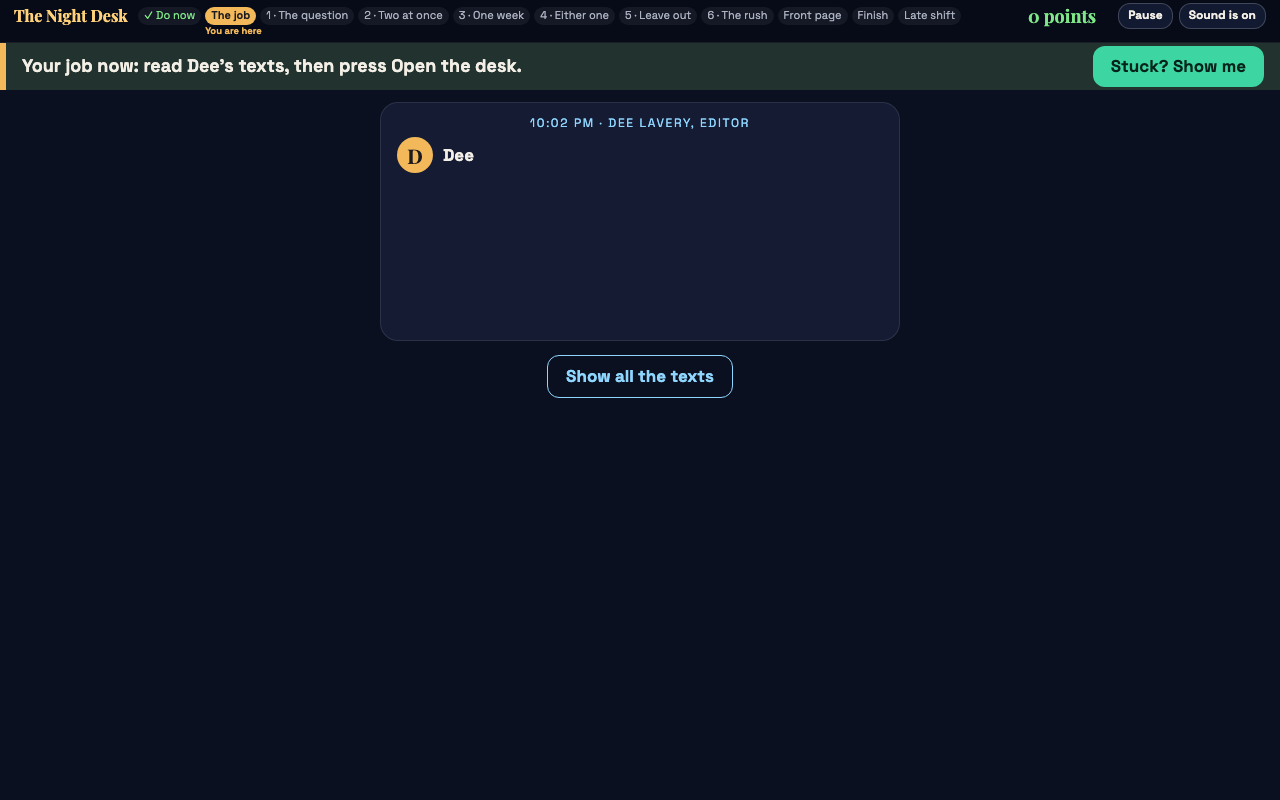 The Night Desk ✓ Do now The job 1 · The question 2 · Two at once 3 · One week 4 · Either one 5 · Leave out 6 · The rush Front page Finish Late shift 0 points Pause Sound is on
You are here
Your job now: read Dee's texts, then press Open the desk. Stuck? Show me
10:02 PM · DEE LAVERY, EDITOR
D Dee
Show all the texts